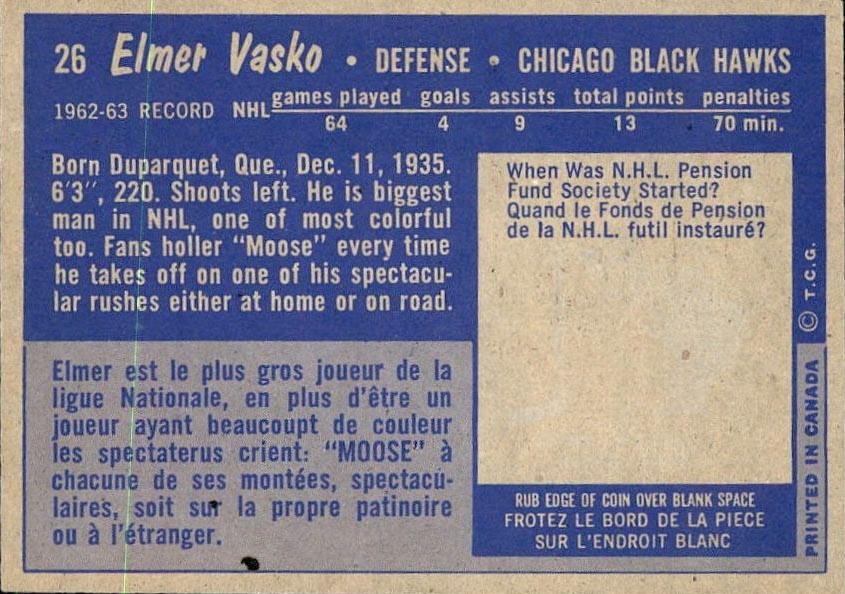 26 Elmer Vasko • DEFENSE • CHICAGO BLACK HAWKS
1962-63 RECORD NHL games played goals assists total points penalties
64 4 9 13 70 min.
Born Duparquet, Que., Dec. 11, 1935.
6'3", 220. Shoots left. He is biggest
man in NHL, one of most colorful
too. Fans holler "Moose" every time
he takes off on one of his spectacu-
lar rushes either at home or on road.
Elmer est le plus gros joueur de la
ligue Nationale, en plus d'être un
joueur ayant beaucoup de couleur
les spectaterus crient: "MOOSE" à
chacune de ses montées, spectacu-
laires, soit sur la propre patinoire
ou à l'étranger.
When Was N.H.L. Pension
Fund Society Started?
Quand le Fonds de Pension
de la N.H.L. futil instauré?
RUB EDGE OF COIN OVER BLANK SPACE
FROTEZ LE BORD DE LA PIECE
SUR L'ENDROIT BLANC
PRINTED IN CANADA © T.C.G.